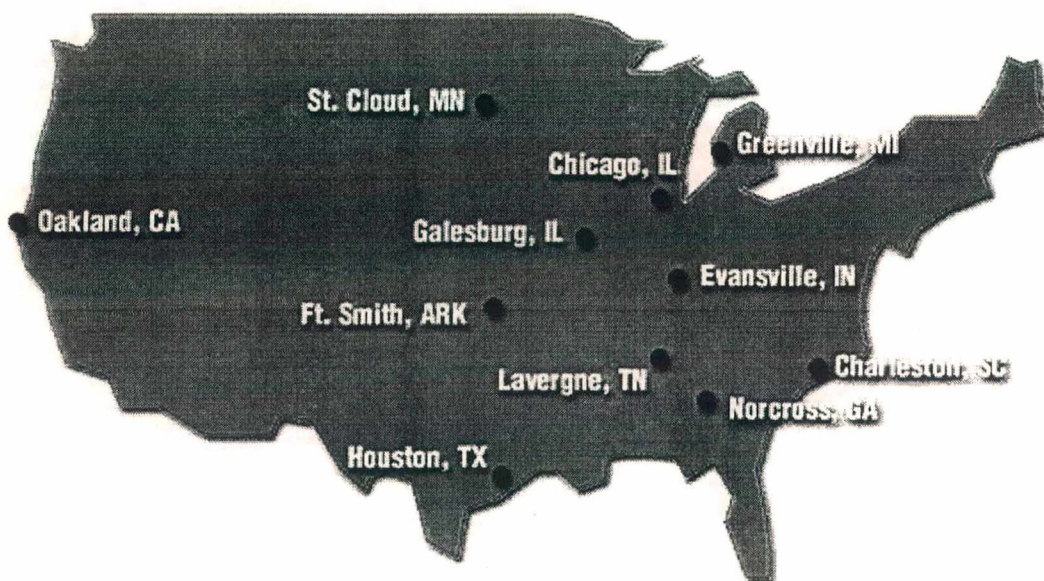 St. Cloud, MN
Greenville, MI
Chicago, IL
Oakland, CA
Galesburg, IL
Evansville, IN
Ft. Smith, ARK
Lavergne, TN
Charleston, SC
Norcross, GA
Houston, TX